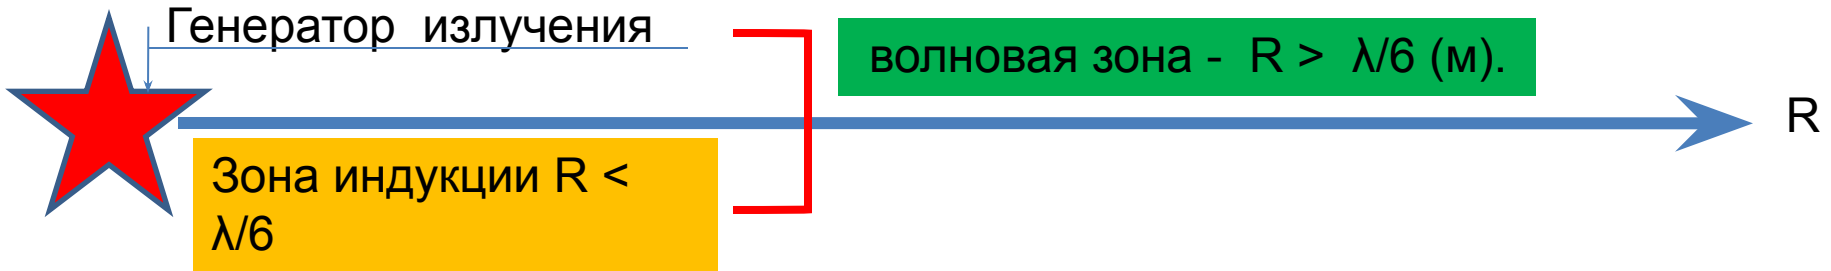 Генератор излучения
волновая зона - R > λ/6 (м).
R
Зона индукции R <
λ/6